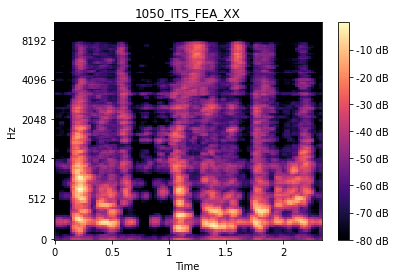 1050_ITS_FEA_XX
8192
4096
2048
1024
512
0
Hz
0
0.5
1
1.5
2
Time
-10 dB
-20 dB
-30 dB
-40 dB
-50 dB
-60 dB
-70 dB
-80 dB